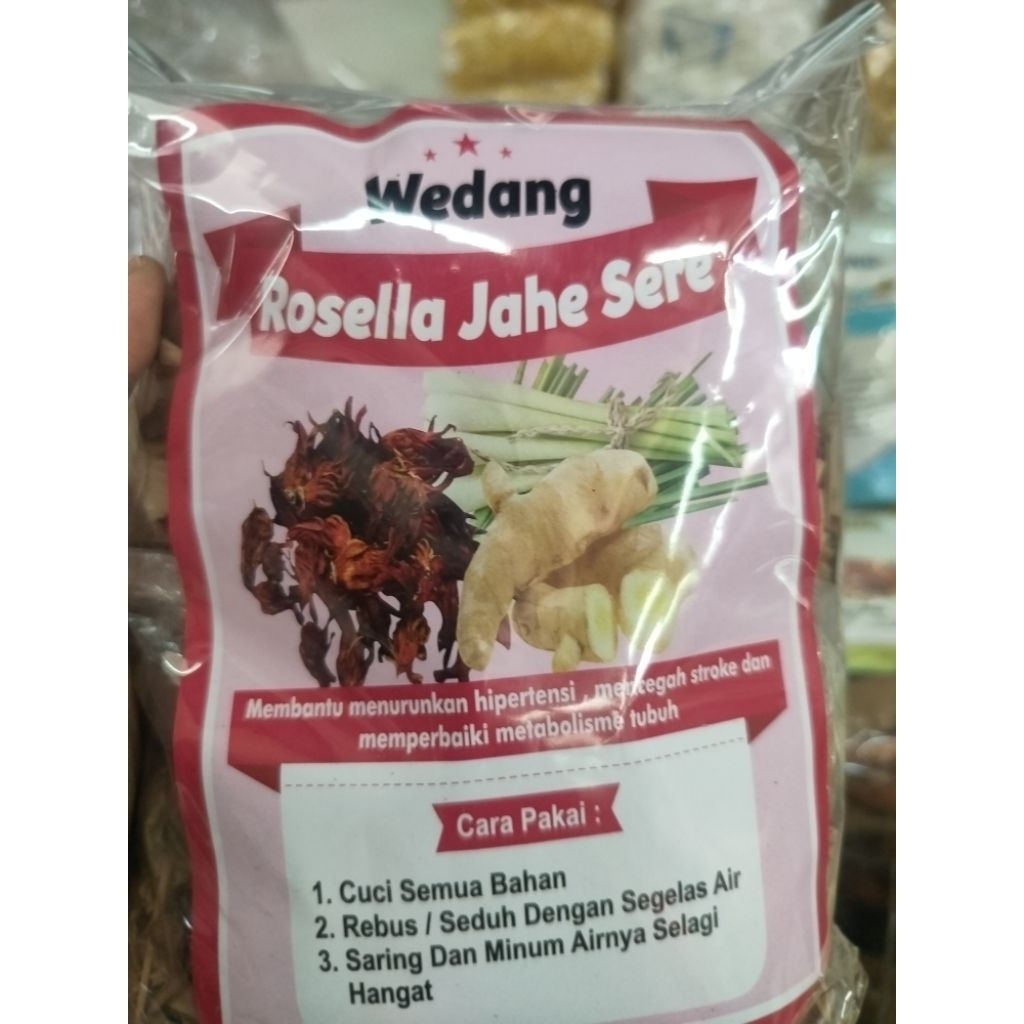 Wedang
Rosella Jahe Sere
Membantu menurunkan hipertensi , mencegah stroke dan
memperbaiki metabolisme tubuh
Cara Pakai :
1. Cuci Semua Bahan
2. Rebus / Seduh Dengan Segelas Air
3. Saring Dan Minum Airnya Selagi
Hangat